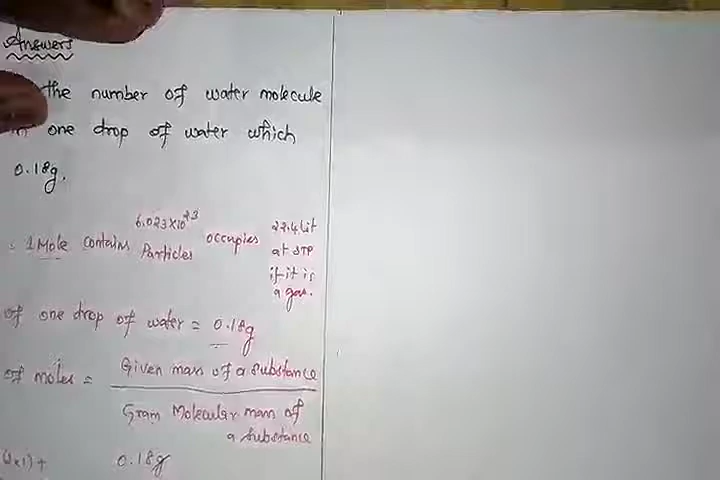 Answers
the number of water molecule
one drop of water which
0.18g.
1 Mole contains 6.023×10²³ Particles occupies 22.4 lit at STP if it is a gas.
of one drop of water = 0.18g
of moles = Given mass of a substance
Gram Molecular mass of
a substance
0.18g